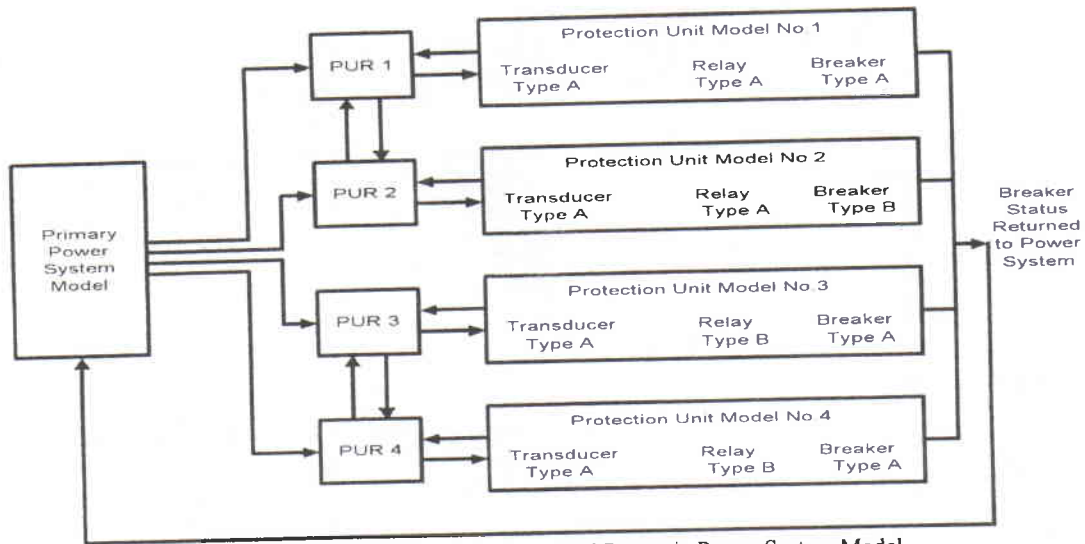 Protection Unit Model No.1
PUR 1
Transducer Relay Breaker
Type A Type A Type A
Protection Unit Model No 2
PUR 2
Transducer Relay Breaker
Type A Type A Type B
Breaker
Status
Returned
to Power
System
Primary
Power
System
Model
Protection Unit Model No.3
PUR 3
Transducer Relay Breaker
Type A Type B Type A
Protection Unit Model No 4
PUR 4
Transducer Relay Breaker
Type A Type B Type A
Power System Model